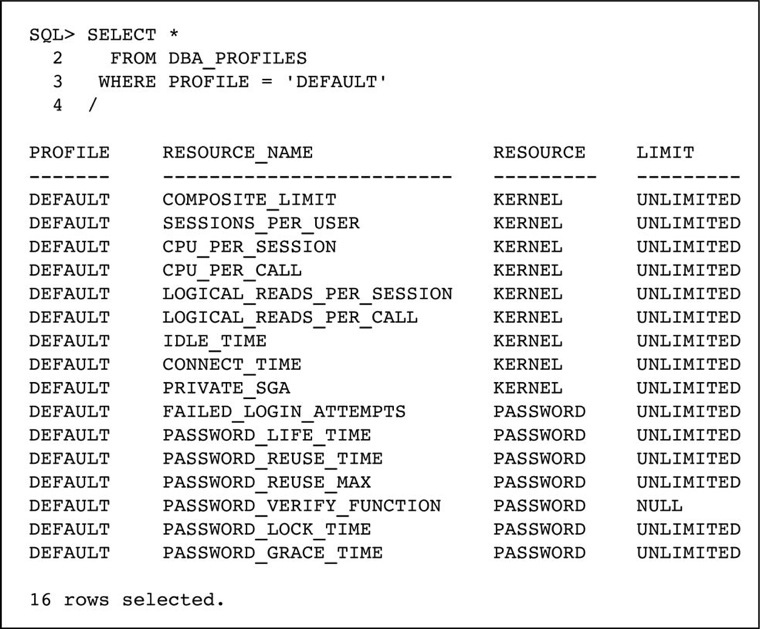 SQL> SELECT *
  2    FROM DBA_PROFILES
  3   WHERE PROFILE = 'DEFAULT'
  4  /
PROFILE     RESOURCE_NAME             RESOURCE  LIMIT
-------     ------------------------- --------- ---------
DEFAULT     COMPOSITE_LIMIT           KERNEL    UNLIMITED
DEFAULT     SESSIONS_PER_USER         KERNEL    UNLIMITED
DEFAULT     CPU_PER_SESSION           KERNEL    UNLIMITED
DEFAULT     CPU_PER_CALL              KERNEL    UNLIMITED
DEFAULT     LOGICAL_READS_PER_SESSION KERNEL    UNLIMITED
DEFAULT     LOGICAL_READS_PER_CALL    KERNEL    UNLIMITED
DEFAULT     IDLE_TIME                 KERNEL    UNLIMITED
DEFAULT     CONNECT_TIME              KERNEL    UNLIMITED
DEFAULT     PRIVATE_SGA               KERNEL    UNLIMITED
DEFAULT     FAILED_LOGIN_ATTEMPTS     PASSWORD  UNLIMITED
DEFAULT     PASSWORD_LIFE_TIME        PASSWORD  UNLIMITED
DEFAULT     PASSWORD_REUSE_TIME       PASSWORD  UNLIMITED
DEFAULT     PASSWORD_REUSE_MAX        PASSWORD  UNLIMITED
DEFAULT     PASSWORD_VERIFY_FUNCTION  PASSWORD  NULL
DEFAULT     PASSWORD_LOCK_TIME        PASSWORD  UNLIMITED
DEFAULT     PASSWORD_GRACE_TIME       PASSWORD  UNLIMITED
16 rows selected.